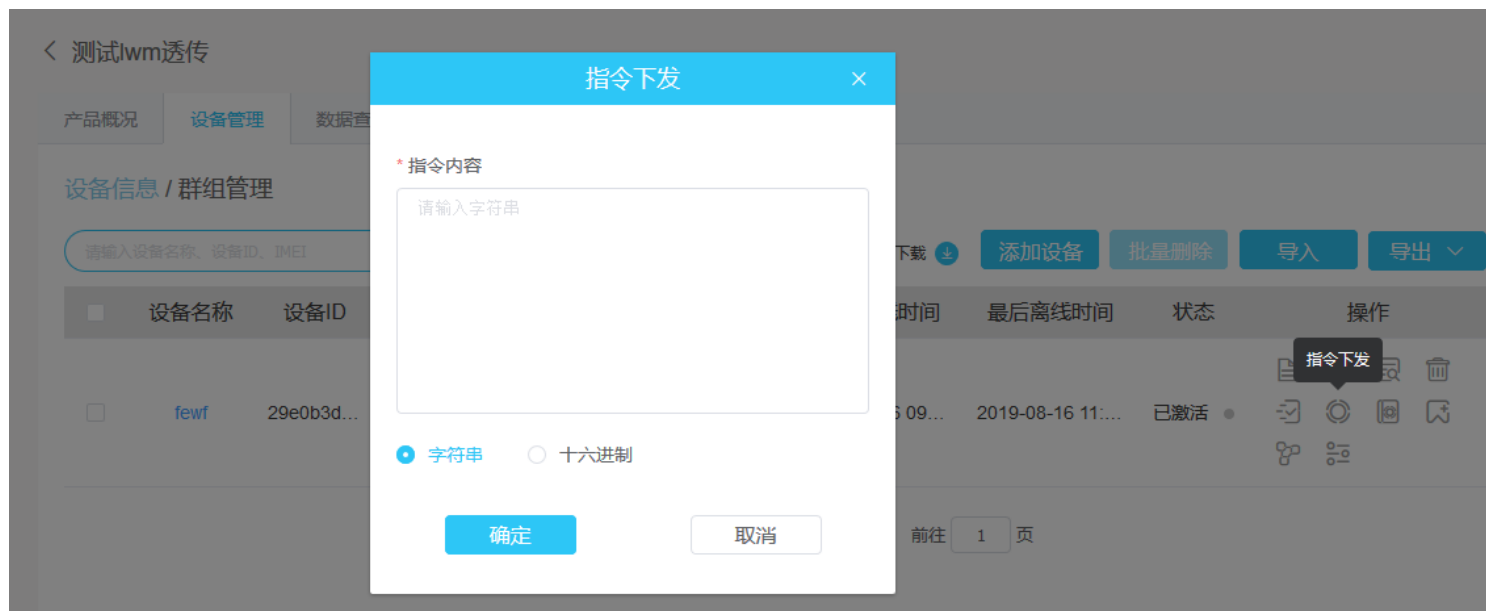 测试lwm透传
指令下发
产品概况 设备管理 数据查
* 指令内容
设备信息 / 群组管理
请输入字符串
请输入设备名称、设备ID、IMEI
下载 添加设备 批量删除 导入 导出
设备名称 设备ID 时间 最后离线时间 状态 操作
指令下发
fewf 29e0b3d... 09... 2019-08-16 11:... 已激活
字符串 十六进制
确定 取消
前往 1 页